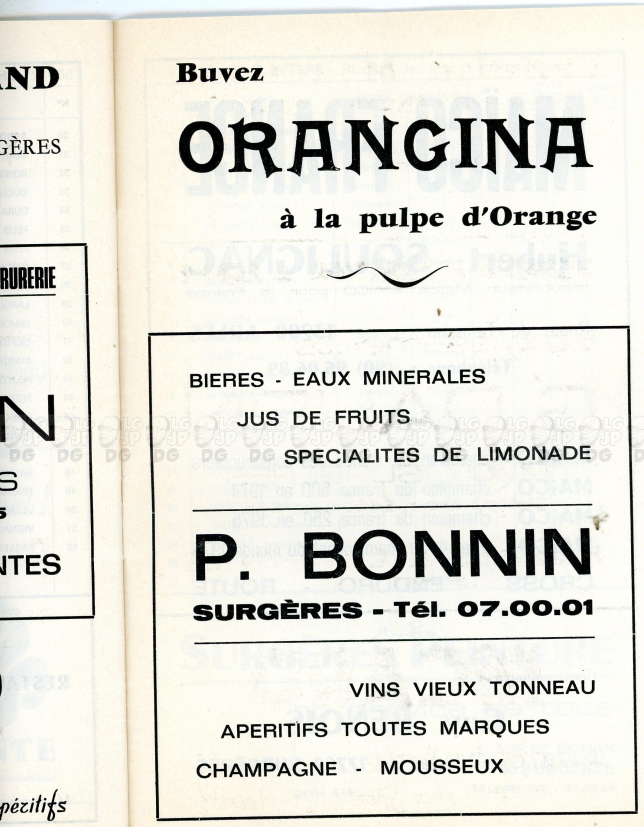 AND
GÈRES
RURERIE
N
S
s
NTES
)
péritifs
Buvez
ORANGINA
à la pulpe d'Orange
BIERES - EAUX MINERALES
JUS DE FRUITS
SPECIALITES DE LIMONADE
P. BONNIN
SURGÈRES - Tél. 07.00.01
VINS VIEUX TONNEAU
APERITIFS TOUTES MARQUES
CHAMPAGNE - MOUSSEUX